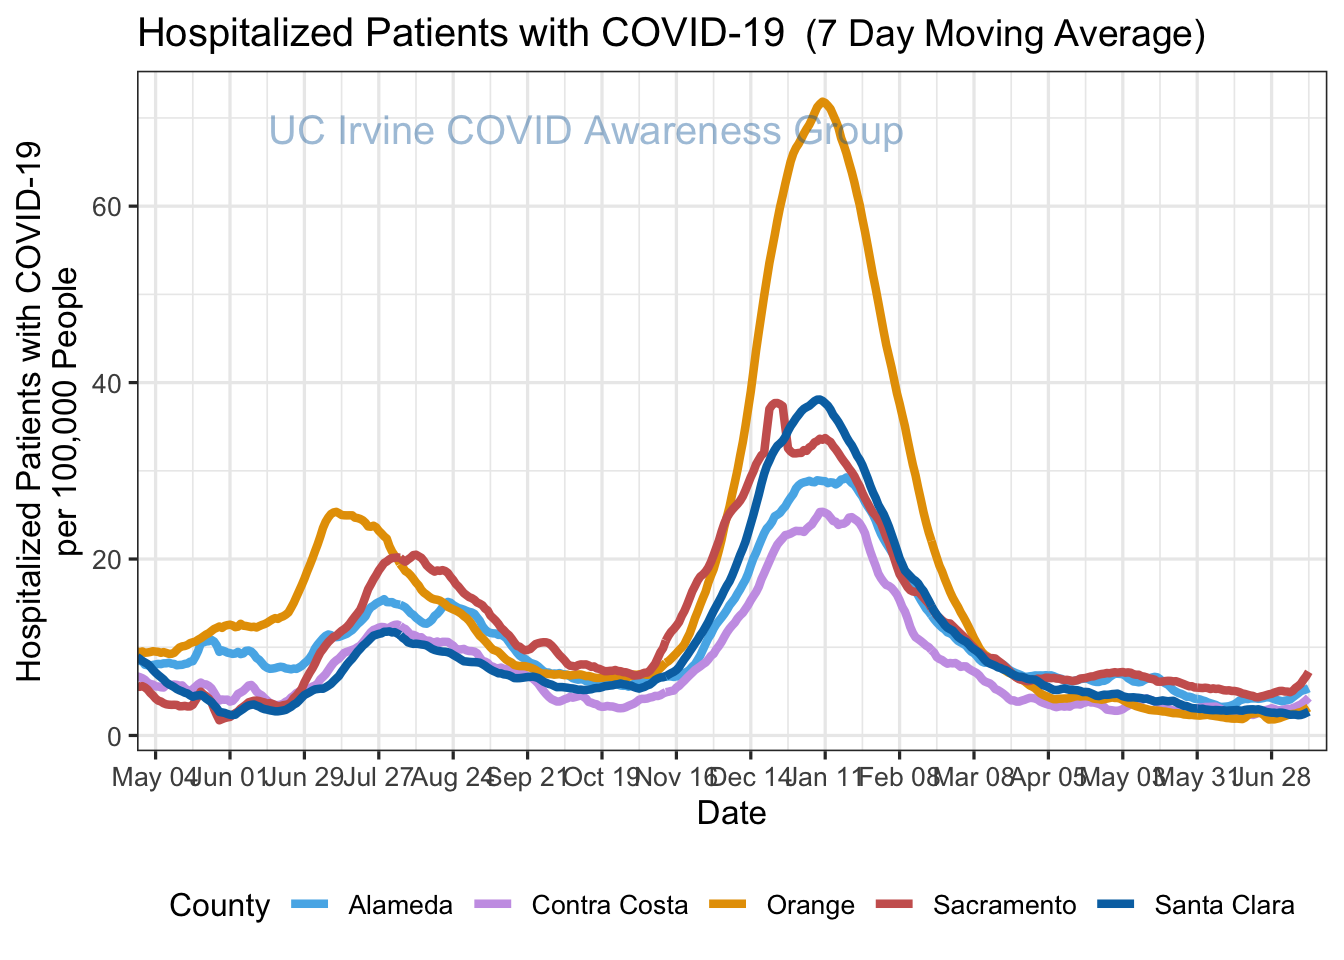 Hospitalized Patients with COVID-19 (7 Day Moving Average)
UC Irvine COVID Awareness Group
Hospitalized Patients with COVID-19
per 100,000 People
60
40
20
0
May 04 Jun 01 Jun 29 Jul 27 Aug 24 Sep 21 Oct 19 Nov 16 Dec 14 Jan 11 Feb 08 Mar 08 Apr 05 May 03 May 31 Jun 28
Date
County Alameda Contra Costa Orange Sacramento Santa Clara